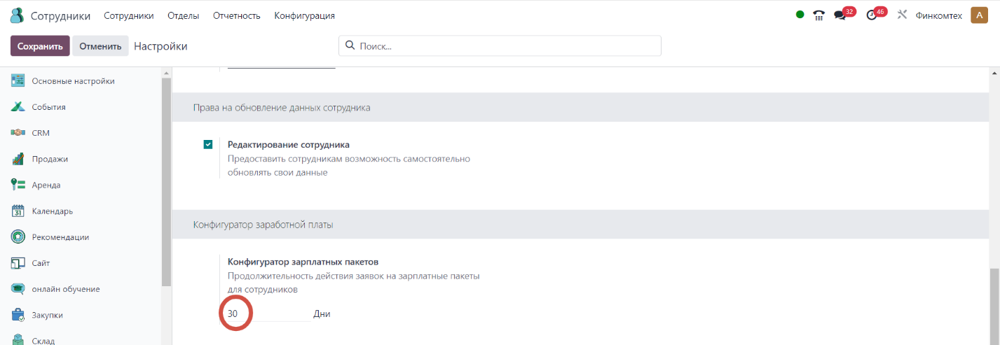 Сотрудники Сотрудники Отделы Отчетность Конфигурация 32 46 Финкомтех A
Сохранить Отменить Настройки Поиск...
Основные настройки
События
CRM
Продажи
Аренда
31 Календарь
Рекомендации
Сайт
онлайн обучение
Закупки
Склад
Права на обновление данных сотрудника
Редактирование сотрудника
Предоставить сотрудникам возможность самостоятельно
обновлять свои данные
Конфигуратор заработной платы
Конфигуратор зарплатных пакетов
Продолжительность действия заявок на зарплатные пакеты
для сотрудников
30 Дни